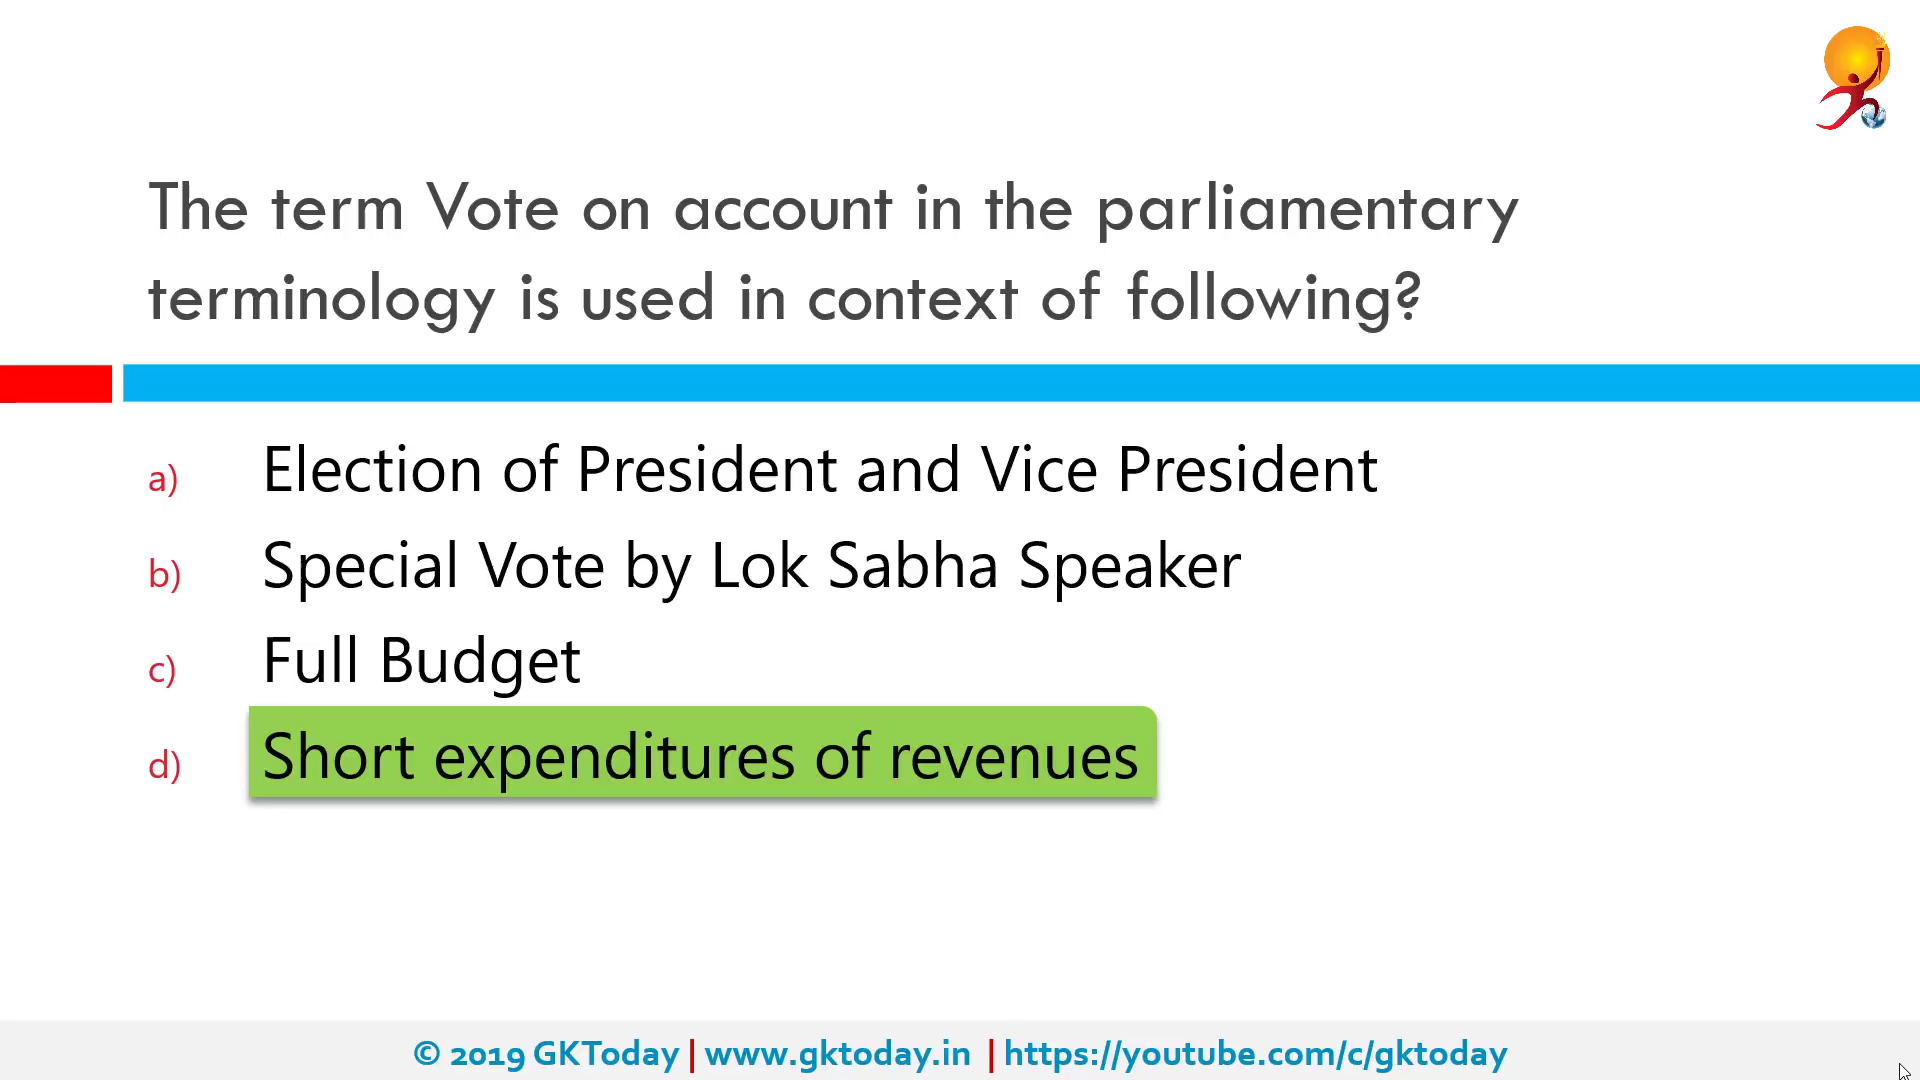 The term Vote on account in the parliamentary
terminology is used in context of following?
a) Election of President and Vice President
b) Special Vote by Lok Sabha Speaker
c) Full Budget
d) Short expenditures of revenues
© 2019 GKToday | www.gktoday.in | https://youtube.com/c/gktoday